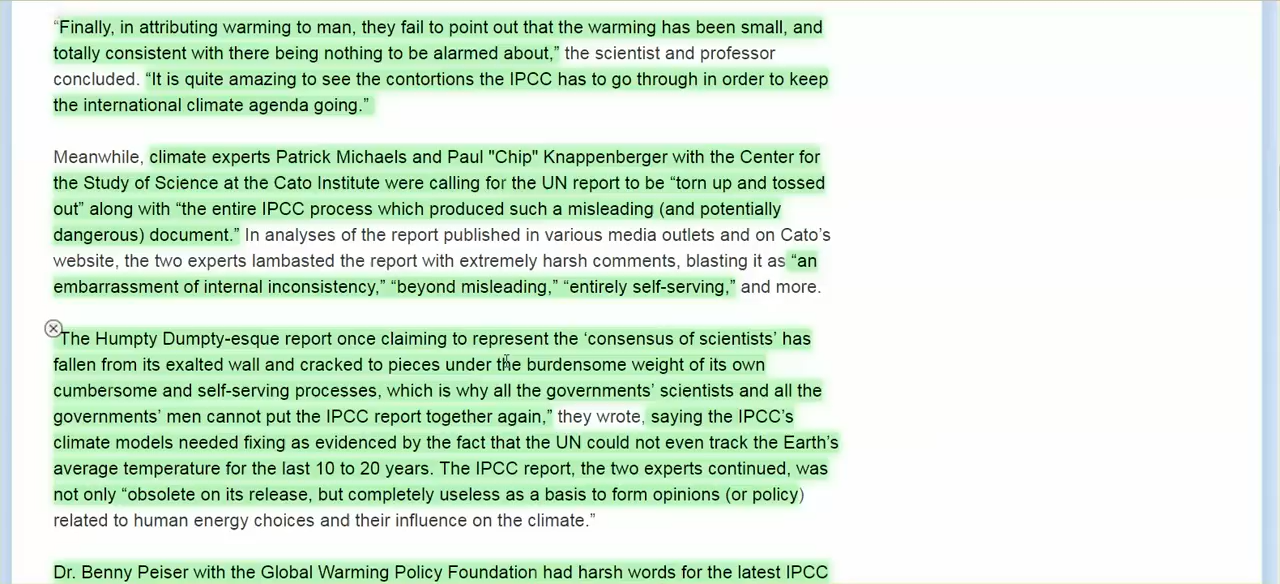 “Finally, in attributing warming to man, they fail to point out that the warming has been small, and
totally consistent with there being nothing to be alarmed about,” the scientist and professor
concluded. “It is quite amazing to see the contortions the IPCC has to go through in order to keep
the international climate agenda going.”
Meanwhile, climate experts Patrick Michaels and Paul "Chip" Knappenberger with the Center for
the Study of Science at the Cato Institute were calling for the UN report to be “torn up and tossed
out” along with “the entire IPCC process which produced such a misleading (and potentially
dangerous) document.” In analyses of the report published in various media outlets and on Cato’s
website, the two experts lambasted the report with extremely harsh comments, blasting it as “an
embarrassment of internal inconsistency,” “beyond misleading,” “entirely self-serving,” and more.
The Humpty Dumpty-esque report once claiming to represent the ‘consensus of scientists’ has
fallen from its exalted wall and cracked to pieces under the burdensome weight of its own
cumbersome and self-serving processes, which is why all the governments’ scientists and all the
governments’ men cannot put the IPCC report together again,” they wrote, saying the IPCC’s
climate models needed fixing as evidenced by the fact that the UN could not even track the Earth’s
average temperature for the last 10 to 20 years. The IPCC report, the two experts continued, was
not only “obsolete on its release, but completely useless as a basis to form opinions (or policy)
related to human energy choices and their influence on the climate.”
Dr. Benny Peiser with the Global Warming Policy Foundation had harsh words for the latest IPCC